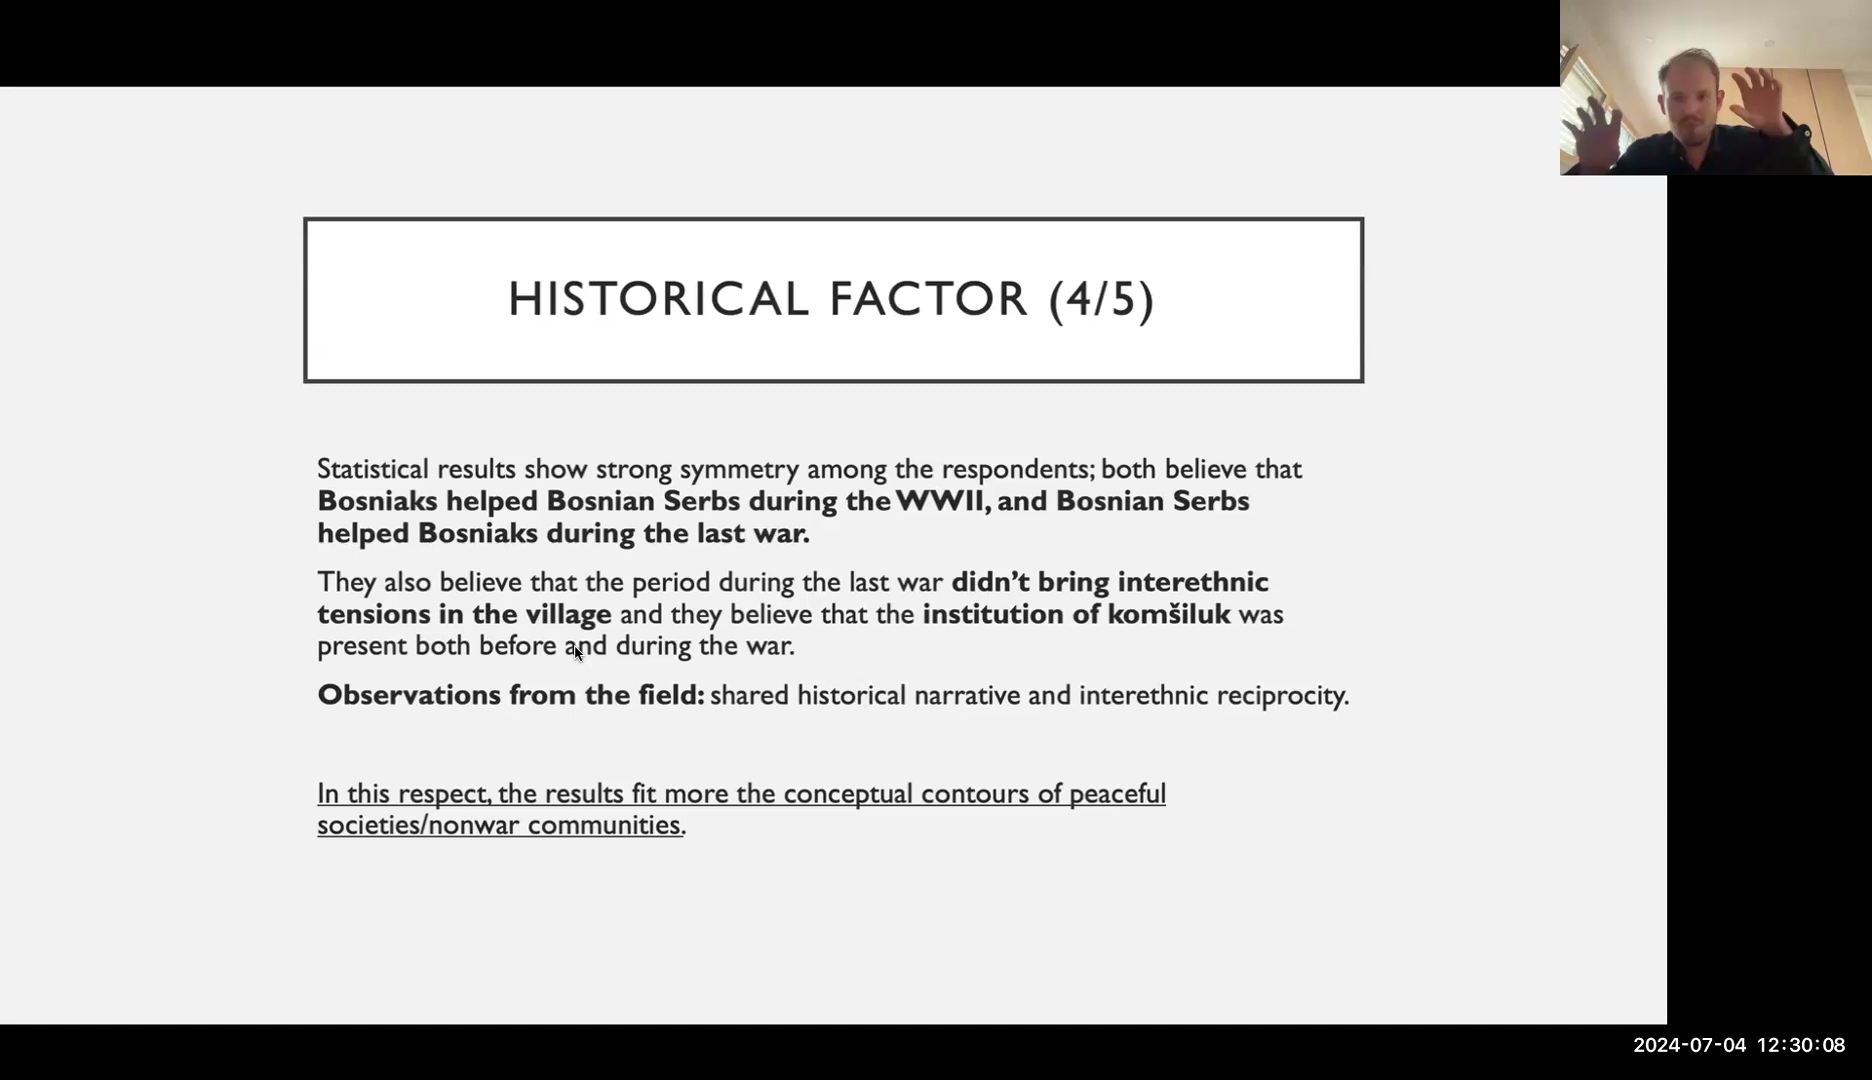 HISTORICAL FACTOR (4/5)
Statistical results show strong symmetry among the respondents; both believe that
Bosniaks helped Bosnian Serbs during the WWII, and Bosnian Serbs
helped Bosniaks during the last war.
They also believe that the period during the last war didn’t bring interethnic
tensions in the village and they believe that the institution of komšiluk was
present both before and during the war.
Observations from the field: shared historical narrative and interethnic reciprocity.
In this respect, the results fit more the conceptual contours of peaceful
societies/nonwar communities.
2024-07-04 12:30:08